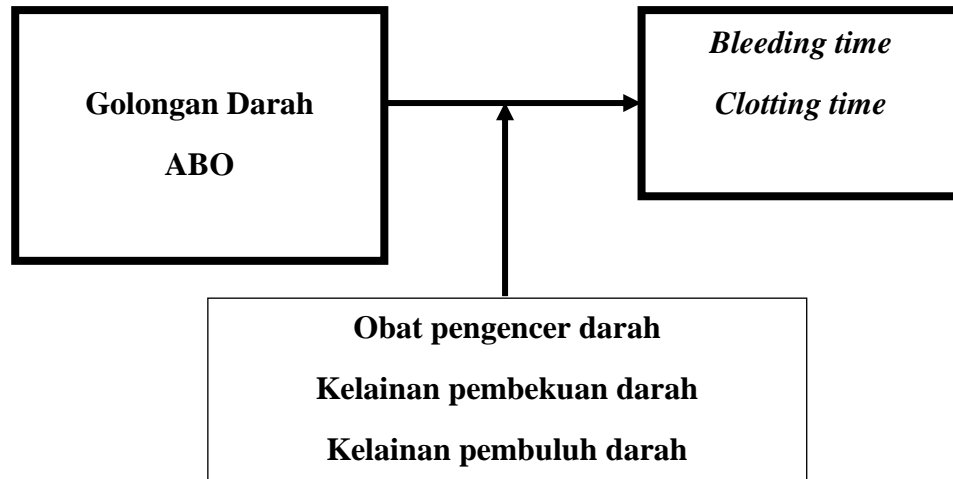 Golongan Darah
ABO
Bleeding time
Clotting time
Obat pengencer darah
Kelainan pembekuan darah
Kelainan pembuluh darah